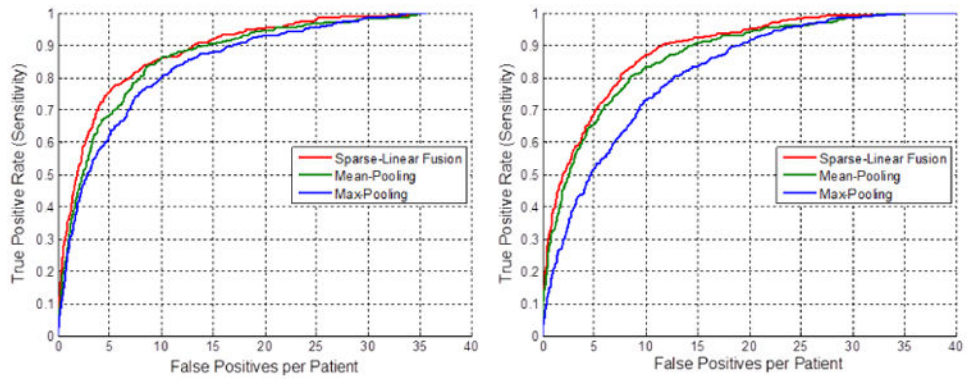 True Positive Rate (Sensitivity)
1
0.9
0.8
0.7
0.6
0.5
0.4
0.3
0.2
0.1
0
0 5 10 15 20 25 30 35 40
False Positives per Patient
Sparse-Linear Fusion
Mean-Pooling
Max-Pooling
True Positive Rate (Sensitivity)
1
0.9
0.8
0.7
0.6
0.5
0.4
0.3
0.2
0.1
0
0 5 10 15 20 25 30 35 40
False Positives per Patient
Sparse-Linear Fusion
Mean-Pooling
Max-Pooling